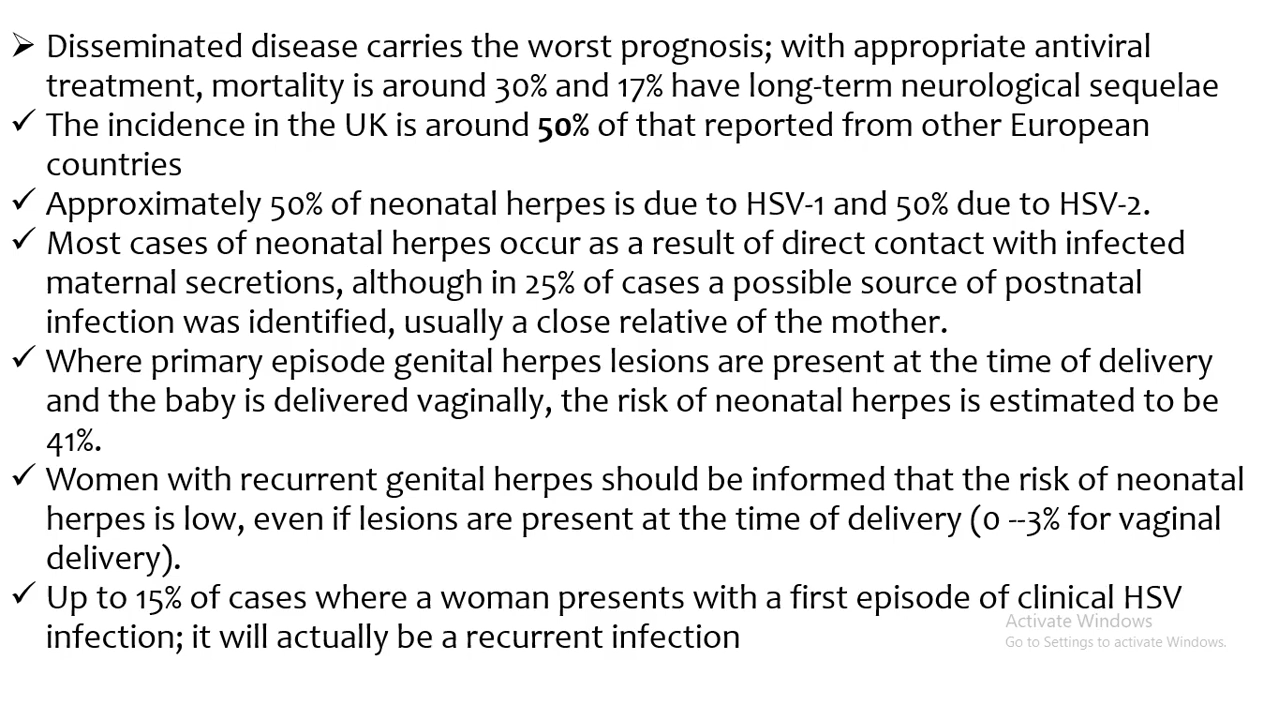 ➢ Disseminated disease carries the worst prognosis; with appropriate antiviral
treatment, mortality is around 30% and 17% have long-term neurological sequelae
✓ The incidence in the UK is around 50% of that reported from other European
countries
✓ Approximately 50% of neonatal herpes is due to HSV-1 and 50% due to HSV-2.
✓ Most cases of neonatal herpes occur as a result of direct contact with infected
maternal secretions, although in 25% of cases a possible source of postnatal
infection was identified, usually a close relative of the mother.
✓ Where primary episode genital herpes lesions are present at the time of delivery
and the baby is delivered vaginally, the risk of neonatal herpes is estimated to be
41%.
✓ Women with recurrent genital herpes should be informed that the risk of neonatal
herpes is low, even if lesions are present at the time of delivery (0 --3% for vaginal
delivery).
✓ Up to 15% of cases where a woman presents with a first episode of clinical HSV
infection; it will actually be a recurrent infection
Activate Windows
Go to Settings to activate Windows.